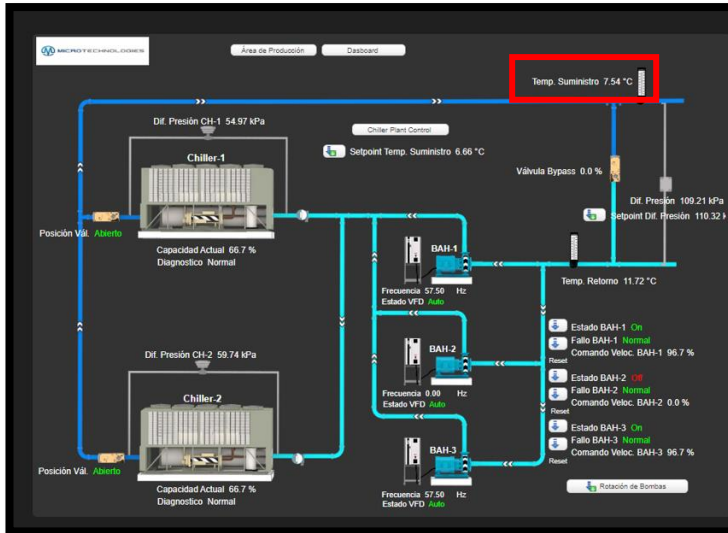 MICROTECHNOLOGIES
Área de Producción
Dasboard
Temp. Suministro 7.54 °C
Dif. Presión CH-1 54.97 kPa
Chiller Plant Control
Chiller-1
Setpoint Temp. Suministro 6.66 °C
Válvula Bypass 0.0 %
Dif. Presión 109.21 kPa
Setpoint Dif. Presión 110.32
Posición Vál. Abierto
Capacidad Actual 66.7 %
Diagnostico Normal
BAH-1
Temp. Retorno 11.72 °C
Frecuencia 57.50 Hz
Estado VFD Auto
Estado BAH-1 On
Fallo BAH-1 Normal
Comando Veloc. BAH-1 96.7 %
Reset
Dif. Presión CH-2 59.74 kPa
BAH-2
Estado BAH-2 Off
Fallo BAH-2 Normal
Comando Veloc. BAH-2 0.0 %
Reset
Chiller-2
Frecuencia 0.00 Hz
Estado VFD Auto
Estado BAH-3 On
Fallo BAH-3 Normal
Comando Veloc. BAH-3 96.7 %
Reset
BAH-3
Posición Vál. Abierto
Capacidad Actual 66.7 %
Diagnostico Normal
Frecuencia 57.50 Hz
Estado VFD Auto
Rotación de Bombas